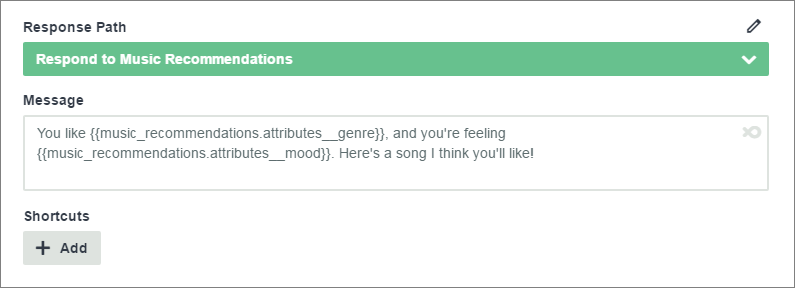 Response Path
Respond to Music Recommendations
Message
You like {{music_recommendations.attributes__genre}}, and you're feeling
{{music_recommendations.attributes__mood}}. Here's a song I think you'll like!
Shortcuts
+ Add